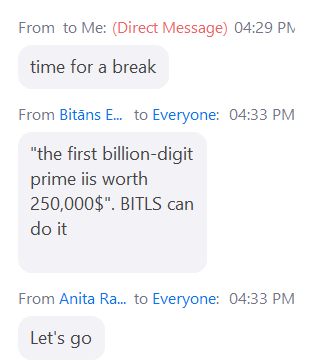 From to Me: (Direct Message) 04:29 PM
time for a break
From Bitāns E... to Everyone: 04:33 PM
"the first billion-digit
prime iis worth
250,000$". BITLS can
do it
From Anita Ra... to Everyone: 04:33 PM
Let's go